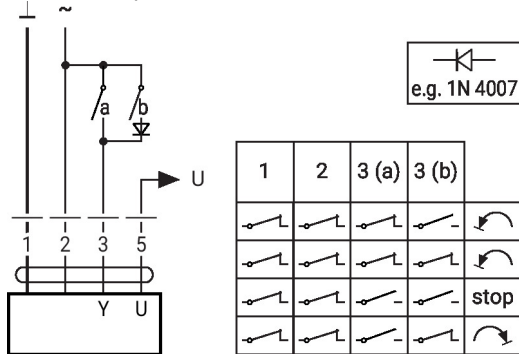 ⊥ ~
a b
e.g. 1N 4007
U
1 2 3 5
Y U
1 2 3 (a) 3 (b)
stop